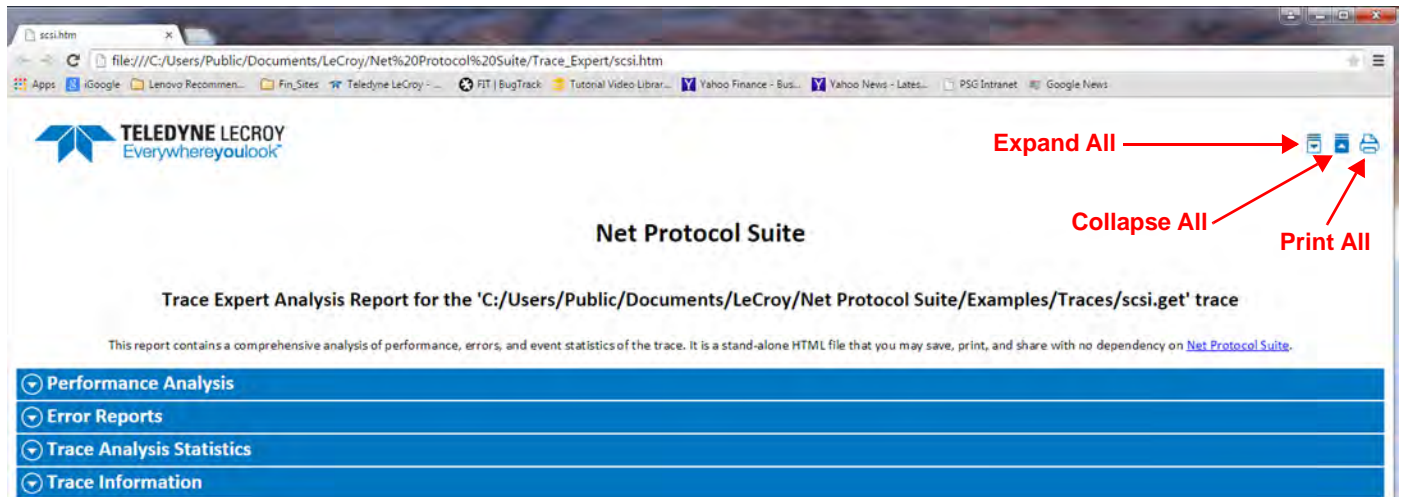 scsi.htm
file:///C:/Users/Public/Documents/LeCroy/Net%20Protocol%20Suite/Trace_Expert/scsi.htm
Apps iGoogle Lenovo Recommen... Fin_Sites Teledyne LeCroy - ... FIT | BugTrack Tutorial Video Librar... Yahoo Finance - Bus... Yahoo News - Lates... PSG Intranet Google News
TELEDYNE LECROY
Everywhereyoulook™
Expand All
Collapse All
Print All
Net Protocol Suite
Trace Expert Analysis Report for the 'C:/Users/Public/Documents/LeCroy/Net Protocol Suite/Examples/Traces/scsi.get' trace
This report contains a comprehensive analysis of performance, errors, and event statistics of the trace. It is a stand-alone HTML file that you may save, print, and share with no dependency on Net Protocol Suite.
Performance Analysis
Error Reports
Trace Analysis Statistics
Trace Information